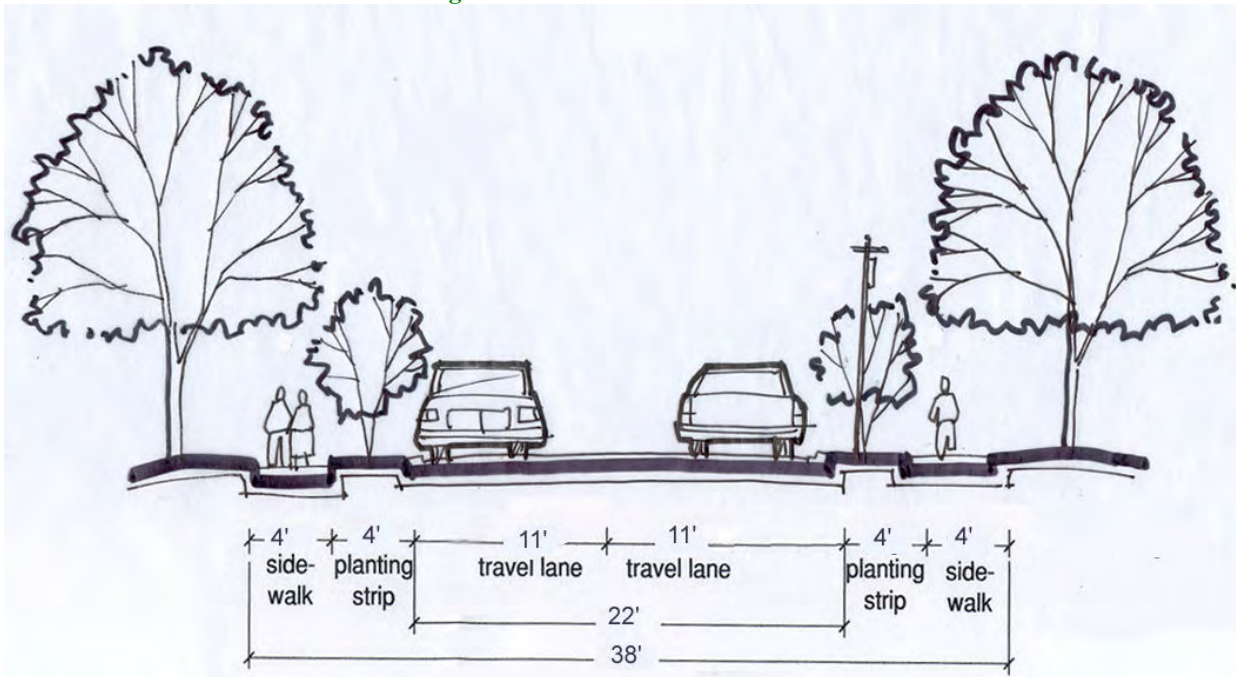 4' 4' 11' 11' 4' 4'
side-
walk
planting
strip
travel lane
travel lane
planting
strip
side-
walk
22'
38'